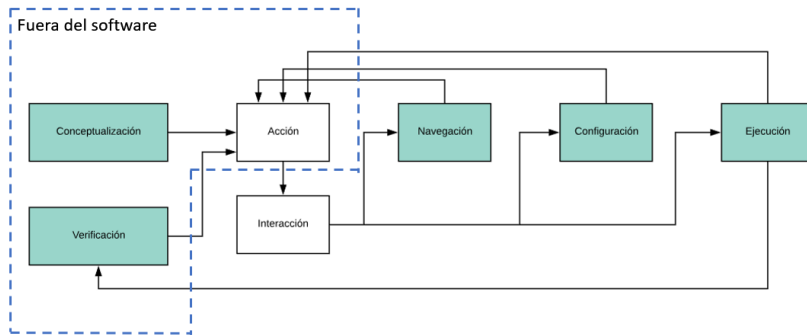 Fuera del software
Conceptualización
Acción
Navegación
Configuración
Ejecución
Verificación
Interacción